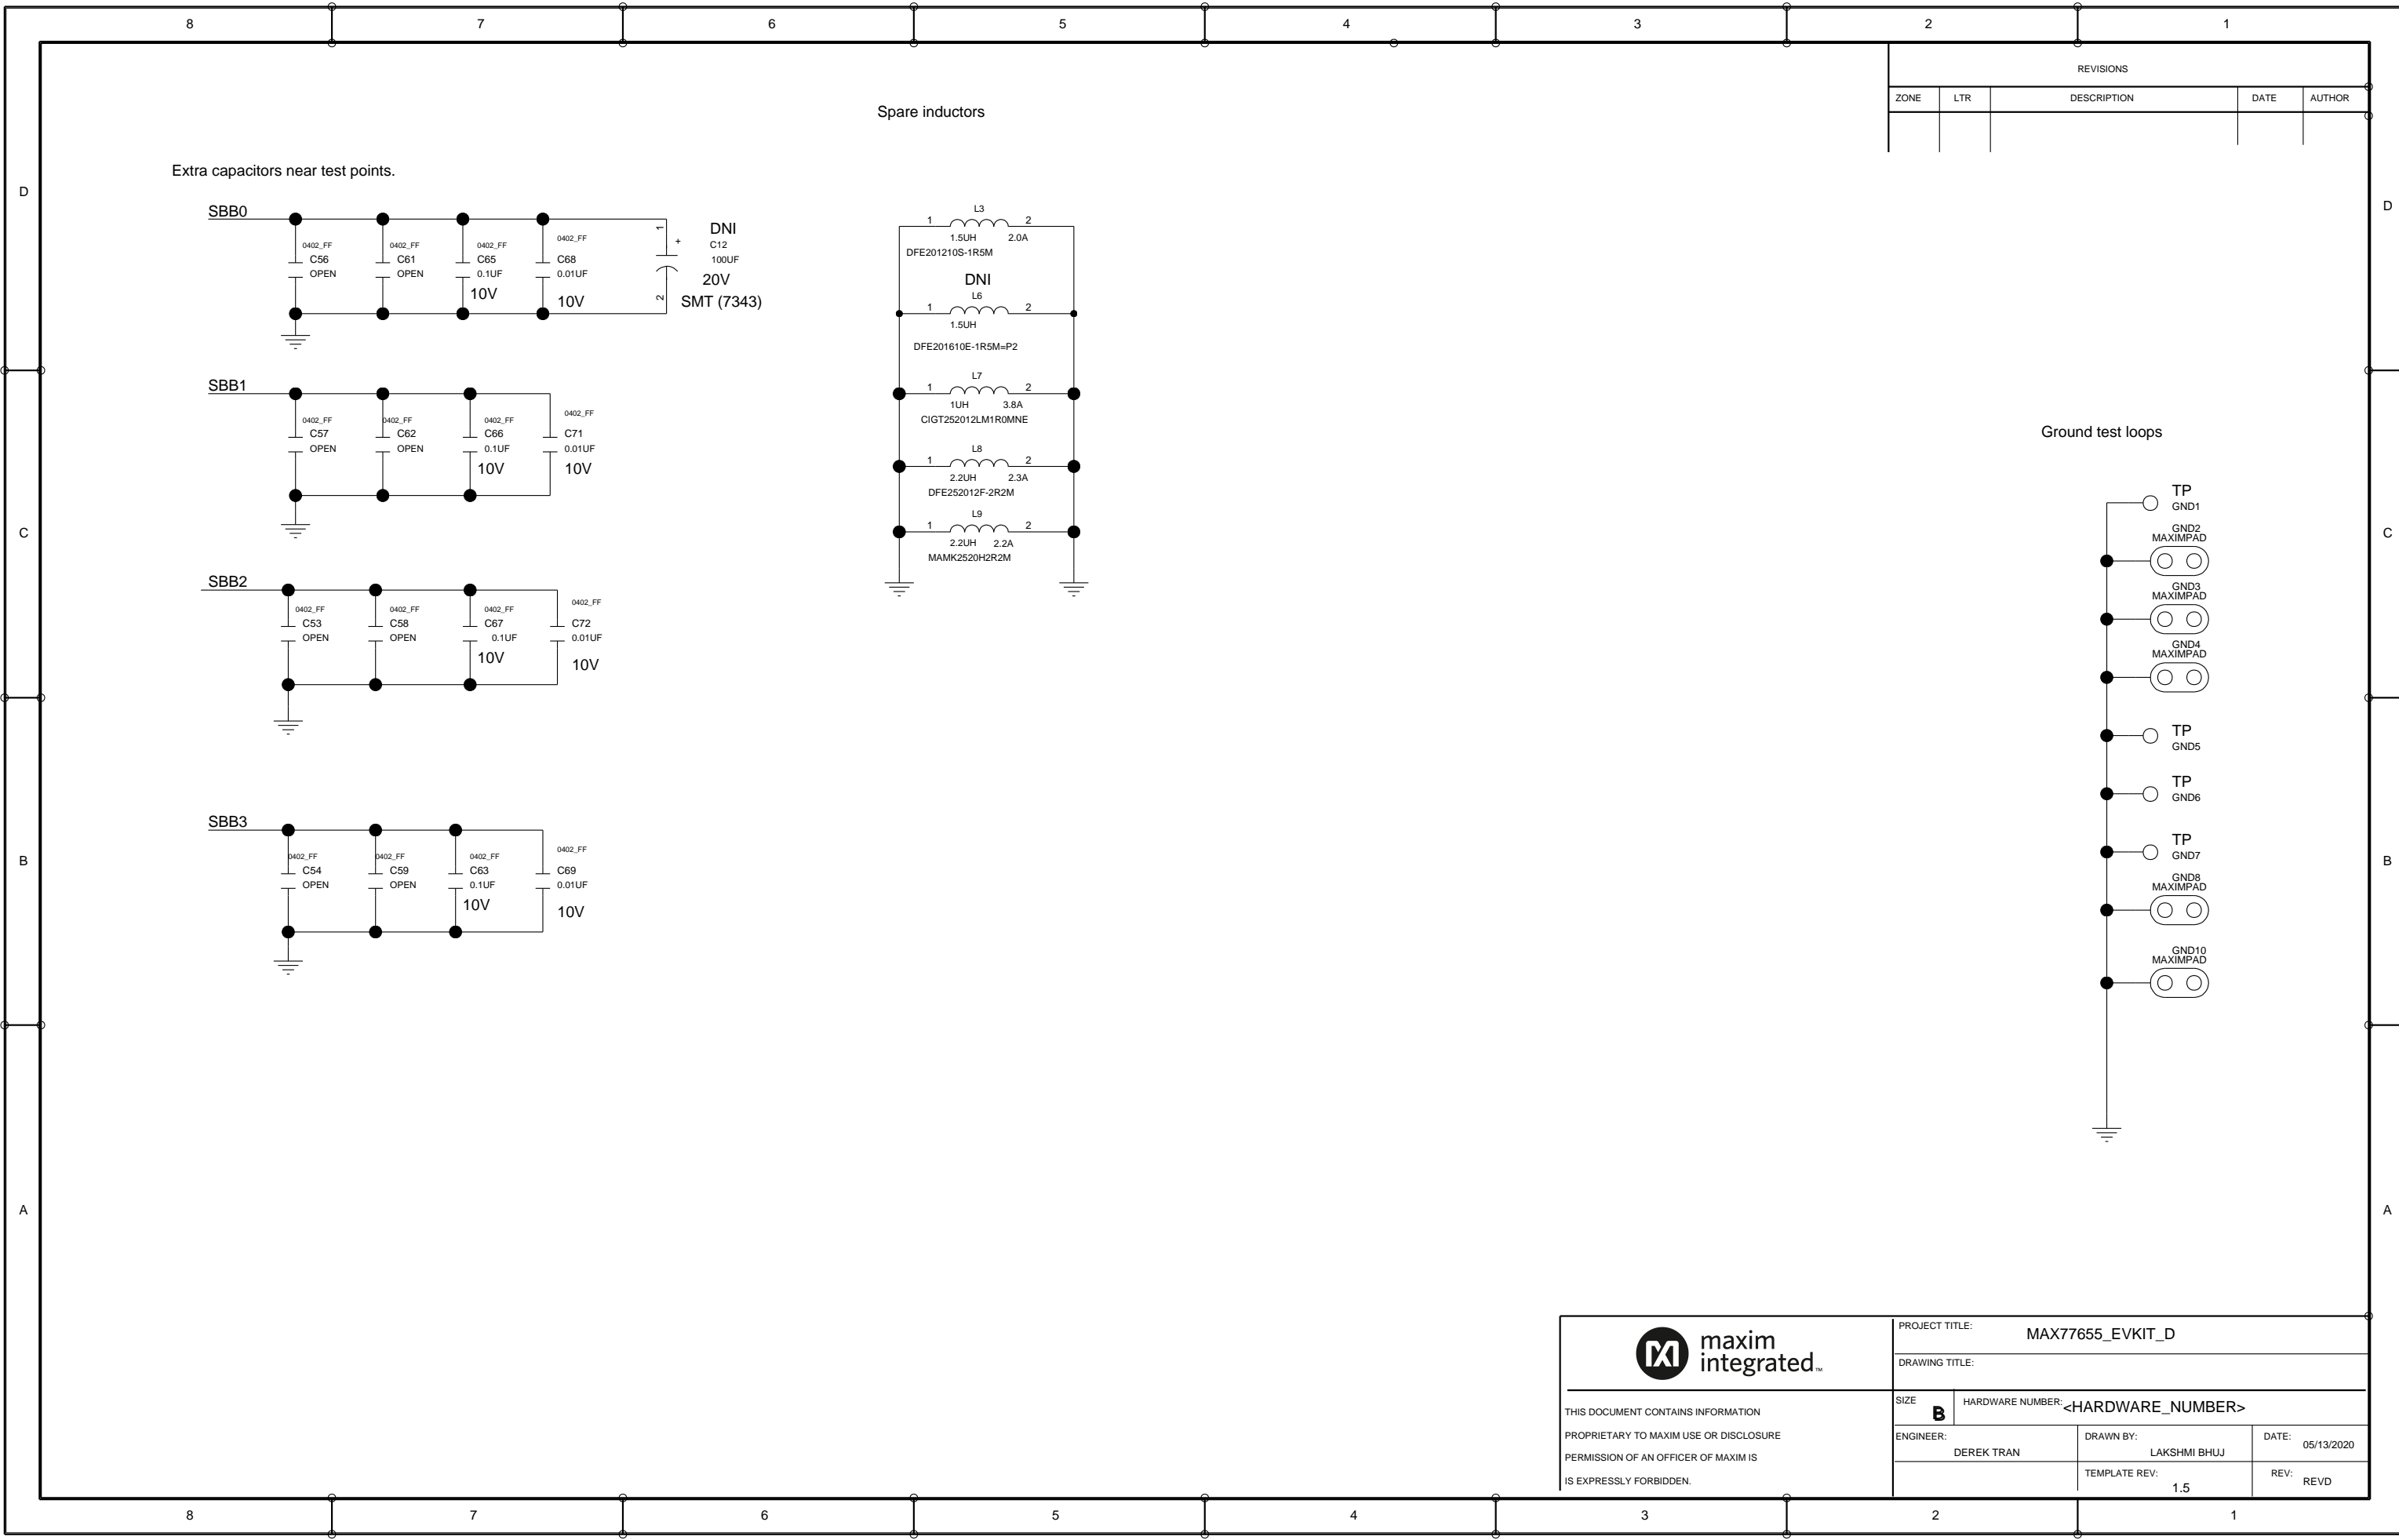 8 7 6 5 4 3 2 1
REVISIONS
ZONE LTR DESCRIPTION DATE AUTHOR
Spare inductors
Extra capacitors near test points.
D D
SBB0
0402_FF
C56
OPEN
0402_FF
C61
OPEN
0402_FF
C65
0.1UF
10V
0402_FF
C68
0.01UF
10V
1
+
2
DNI
C12
100UF
20V
SMT (7343)
SBB1
0402_FF
C57
OPEN
0402_FF
C62
OPEN
0402_FF
C66
0.1UF
10V
0402_FF
C71
0.01UF
10V
SBB2
0402_FF
C53
OPEN
0402_FF
C58
OPEN
0402_FF
C67
0.1UF
10V
0402_FF
C72
0.01UF
10V
SBB3
0402_FF
C54
OPEN
0402_FF
C59
OPEN
0402_FF
C63
0.1UF
10V
0402_FF
C69
0.01UF
10V
L3
1 2
1.5UH 2.0A
DFE201210S-1R5M
DNI
L6
1 2
1.5UH
DFE201610E-1R5M=P2
L7
1 2
1UH 3.8A
CIGT252012LM1R0MNE
L8
1 2
2.2UH 2.3A
DFE252012F-2R2M
L9
1 2
2.2UH 2.2A
MAMK2520H2R2M
Ground test loops
TP
GND1
GND2
MAXIMPAD
GND3
MAXIMPAD
GND4
MAXIMPAD
TP
GND5
TP
GND6
TP
GND7
GND8
MAXIMPAD
GND10
MAXIMPAD
C C
B B
A A
maxim
integrated™
THIS DOCUMENT CONTAINS INFORMATION
PROPRIETARY TO MAXIM USE OR DISCLOSURE
PERMISSION OF AN OFFICER OF MAXIM IS
IS EXPRESSLY FORBIDDEN.
PROJECT TITLE: MAX77655_EVKIT_D
DRAWING TITLE:
SIZE B HARDWARE NUMBER: <HARDWARE_NUMBER>
ENGINEER: DEREK TRAN
DRAWN BY: LAKSHMI BHUJ
DATE: 05/13/2020
TEMPLATE REV: 1.5
REV: REVD
8 7 6 5 4 3 2 1